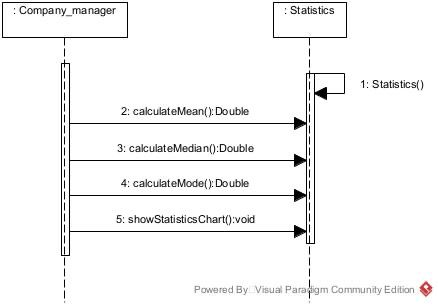 : Company_manager
: Statistics
1: Statistics()
2: calculateMean():Double
3: calculateMedian():Double
4: calculateMode():Double
5: showStatisticsChart():void
Powered By Visual Paradigm Community Edition